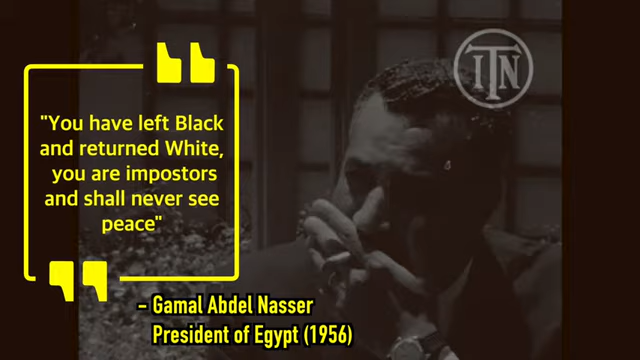 ITN
"You have left Black
and returned White,
you are impostors
and shall never see
peace"
– Gamal Abdel Nasser
President of Egypt (1956)